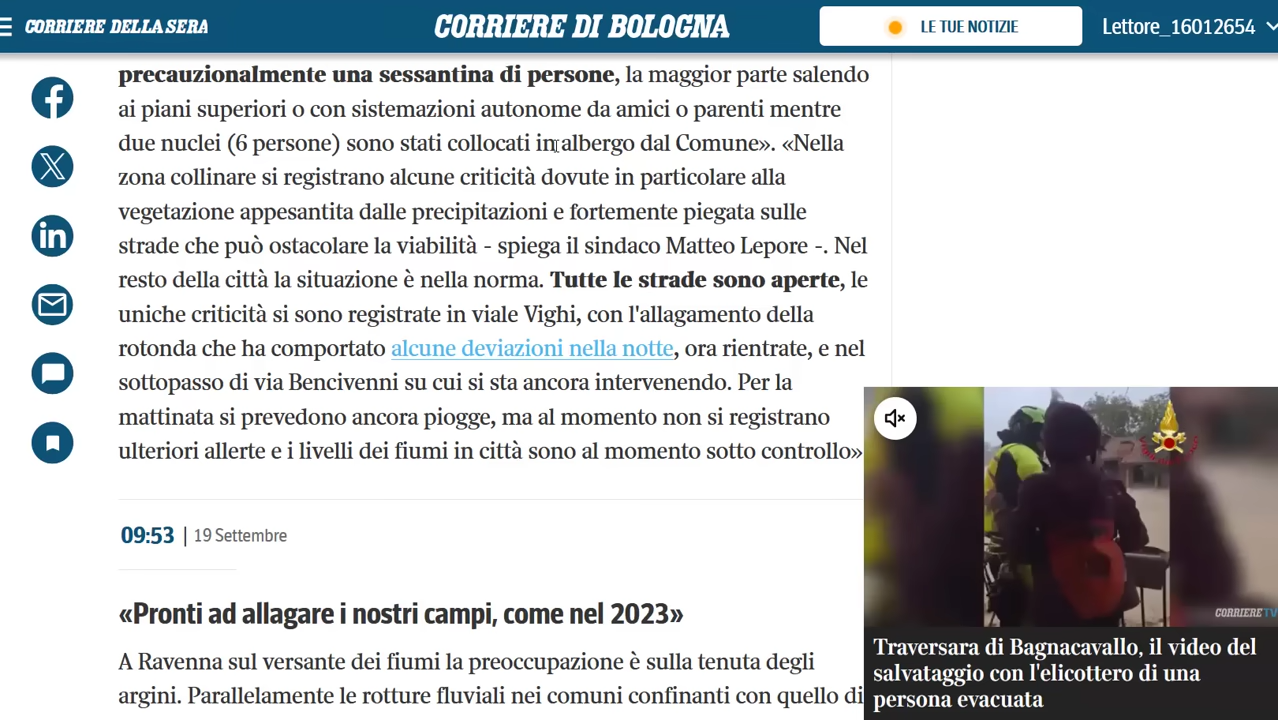 CORRIERE DELLA SERA
CORRIERE DI BOLOGNA
LE TUE NOTIZIE
Lettore_16012654
precauzionalmente una sessantina di persone, la maggior parte salendo
ai piani superiori o con sistemazioni autonome da amici o parenti mentre
due nuclei (6 persone) sono stati collocati in albergo dal Comune». «Nella
zona collinare si registrano alcune criticità dovute in particolare alla
vegetazione appesantita dalle precipitazioni e fortemente piegata sulle
strade che può ostacolare la viabilità - spiega il sindaco Matteo Lepore -. Nel
resto della città la situazione è nella norma. Tutte le strade sono aperte, le
uniche criticità si sono registrate in viale Vighi, con l'allagamento della
rotonda che ha comportato alcune deviazioni nella notte, ora rientrate, e nel
sottopasso di via Bencivenni su cui si sta ancora intervenendo. Per la
mattinata si prevedono ancora piogge, ma al momento non si registrano
ulteriori allerte e i livelli dei fiumi in città sono al momento sotto controllo»
09:53 | 19 Settembre
«Pronti ad allagare i nostri campi, come nel 2023»
A Ravenna sul versante dei fiumi la preoccupazione è sulla tenuta degli
argini. Parallelamente le rotture fluviali nei comuni confinanti con quello di
CORRIERE TV
Traversara di Bagnacavallo, il video del
salvataggio con l'elicottero di una
persona evacuata